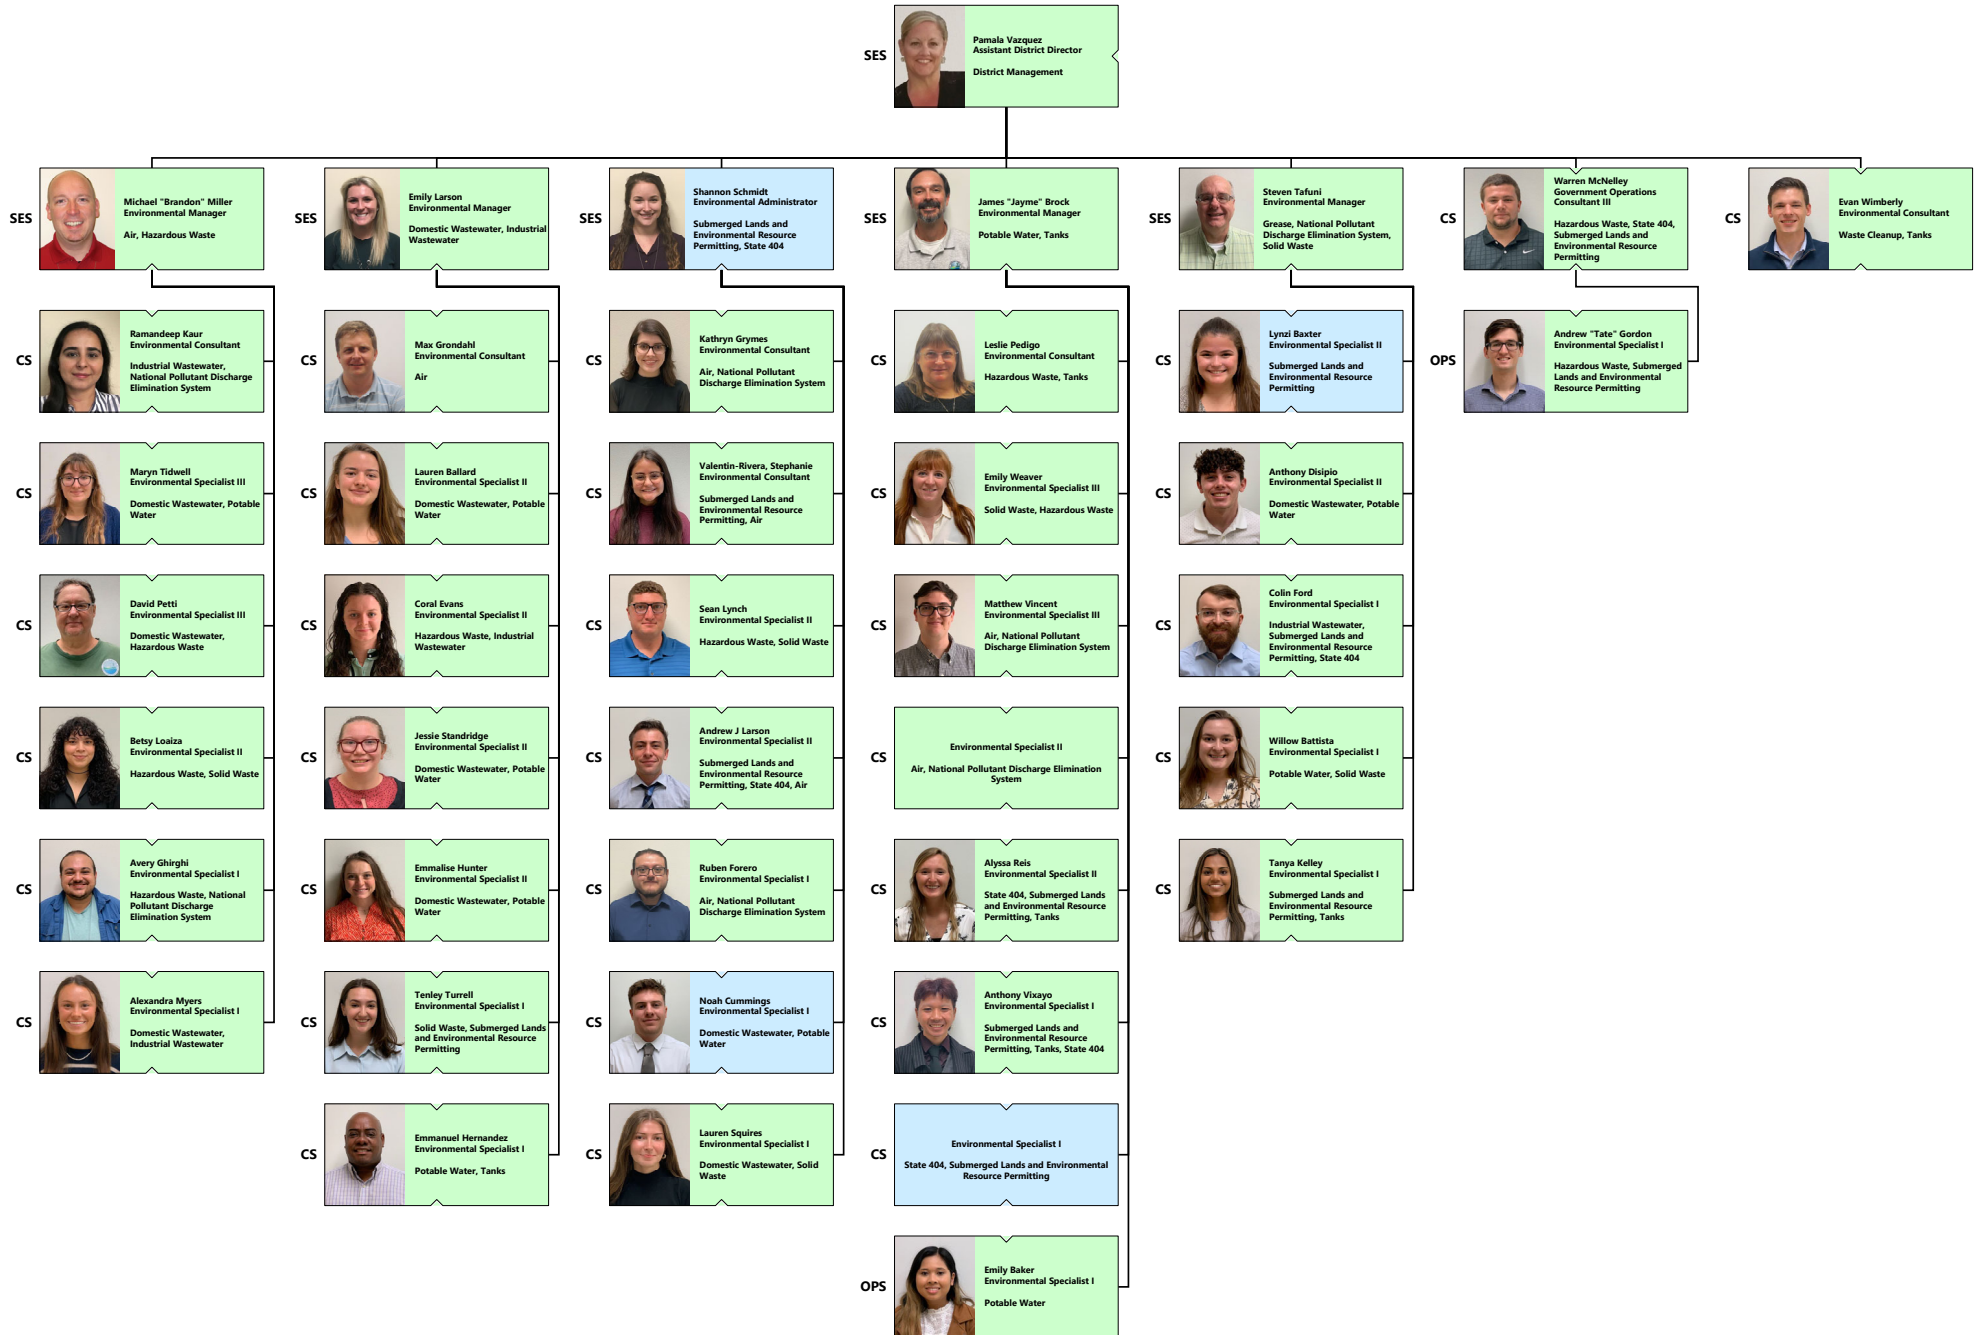 SES
Pamala Vazquez
Assistant District Director
District Management
SES
Michael "Brandon" Miller
Environmental Manager
Air, Hazardous Waste
SES
Emily Larson
Environmental Manager
Domestic Wastewater, Industrial
Wastewater
SES
Shannon Schmidt
Environmental Administrator
Submerged Lands and
Environmental Resource
Permitting, State 404
SES
James "Jayme" Brock
Environmental Manager
Potable Water, Tanks
SES
Steven Tafuni
Environmental Manager
Grease, National Pollutant
Discharge Elimination System,
Solid Waste
CS
Warren McNelley
Government Operations
Consultant III
Hazardous Waste, State 404,
Submerged Lands and
Environmental Resource
Permitting
CS
Evan Wimberly
Environmental Consultant
Waste Cleanup, Tanks
CS
Ramandeep Kaur
Environmental Consultant
Industrial Wastewater,
National Pollutant Discharge
Elimination System
CS
Max Grondahl
Environmental Consultant
Air
CS
Kathryn Grymes
Environmental Consultant
Air, National Pollutant
Discharge Elimination System
CS
Leslie Pedigo
Environmental Consultant
Hazardous Waste, Tanks
CS
Lynzi Baxter
Environmental Specialist II
Submerged Lands and
Environmental Resource
Permitting
OPS
Andrew "Tate" Gordon
Environmental Specialist I
Hazardous Waste, Submerged
Lands and Environmental
Resource Permitting
CS
Maryn Tidwell
Environmental Specialist III
Domestic Wastewater, Potable
Water
CS
Lauren Ballard
Environmental Specialist II
Domestic Wastewater, Potable
Water
CS
Valentin-Rivera, Stephanie
Environmental Consultant
Submerged Lands and
Environmental Resource
Permitting, Air
CS
Emily Weaver
Environmental Specialist III
Solid Waste, Hazardous Waste
CS
Anthony Disipio
Environmental Specialist II
Domestic Wastewater, Potable
Water
CS
David Petti
Environmental Specialist III
Domestic Wastewater,
Hazardous Waste
CS
Coral Evans
Environmental Specialist II
Hazardous Waste, Industrial
Wastewater
CS
Sean Lynch
Environmental Specialist II
Hazardous Waste, Solid Waste
CS
Matthew Vincent
Environmental Specialist III
Air, National Pollutant
Discharge Elimination System
CS
Colin Ford
Environmental Specialist I
Industrial Wastewater,
Submerged Lands and
Environmental Resource
Permitting, State 404
CS
Betsy Loaiza
Environmental Specialist II
Hazardous Waste, Solid Waste
CS
Jessie Standridge
Environmental Specialist II
Domestic Wastewater, Potable
Water
CS
Andrew J Larson
Environmental Specialist II
Submerged Lands and
Environmental Resource
Permitting, State 404, Air
CS
Environmental Specialist II
Air, National Pollutant Discharge Elimination
System
CS
Willow Battista
Environmental Specialist I
Potable Water, Solid Waste
CS
Avery Ghirghi
Environmental Specialist I
Hazardous Waste, National
Pollutant Discharge
Elimination System
CS
Emmalise Hunter
Environmental Specialist II
Domestic Wastewater, Potable
Water
CS
Ruben Forero
Environmental Specialist I
Air, National Pollutant
Discharge Elimination System
CS
Alyssa Reis
Environmental Specialist II
State 404, Submerged Lands
and Environmental Resource
Permitting, Tanks
CS
Tanya Kelley
Environmental Specialist I
Submerged Lands and
Environmental Resource
Permitting, Tanks
CS
Alexandra Myers
Environmental Specialist I
Domestic Wastewater,
Industrial Wastewater
CS
Tenley Turrell
Environmental Specialist I
Solid Waste, Submerged Lands
and Environmental Resource
Permitting
CS
Noah Cummings
Environmental Specialist I
Domestic Wastewater, Potable
Water
CS
Anthony Vixayo
Environmental Specialist I
Submerged Lands and
Environmental Resource
Permitting, Tanks, State 404
CS
Emmanuel Hernandez
Environmental Specialist I
Potable Water, Tanks
CS
Lauren Squires
Environmental Specialist I
Domestic Wastewater, Solid
Waste
CS
Environmental Specialist I
State 404, Submerged Lands and Environmental
Resource Permitting
OPS
Emily Baker
Environmental Specialist I
Potable Water